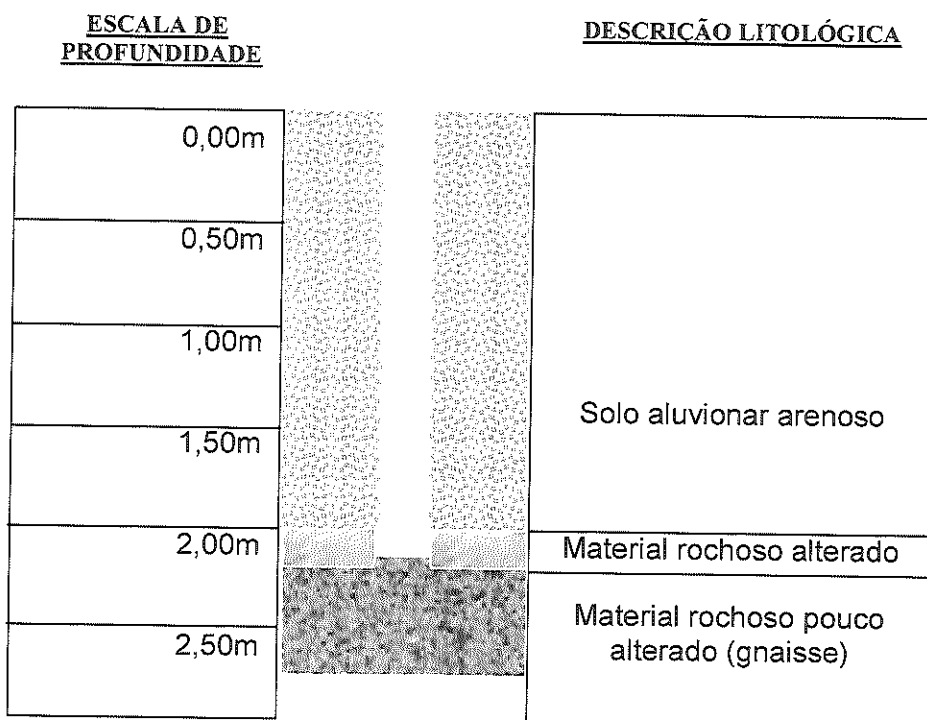 ESCALA DE
PROFUNDIDADE
DESCRIÇÃO LITOLÓGICA
0,00m
0,50m
1,00m
1,50m
2,00m
2,50m
Solo aluvionar arenoso
Material rochoso alterado
Material rochoso pouco
alterado (gnaisse)